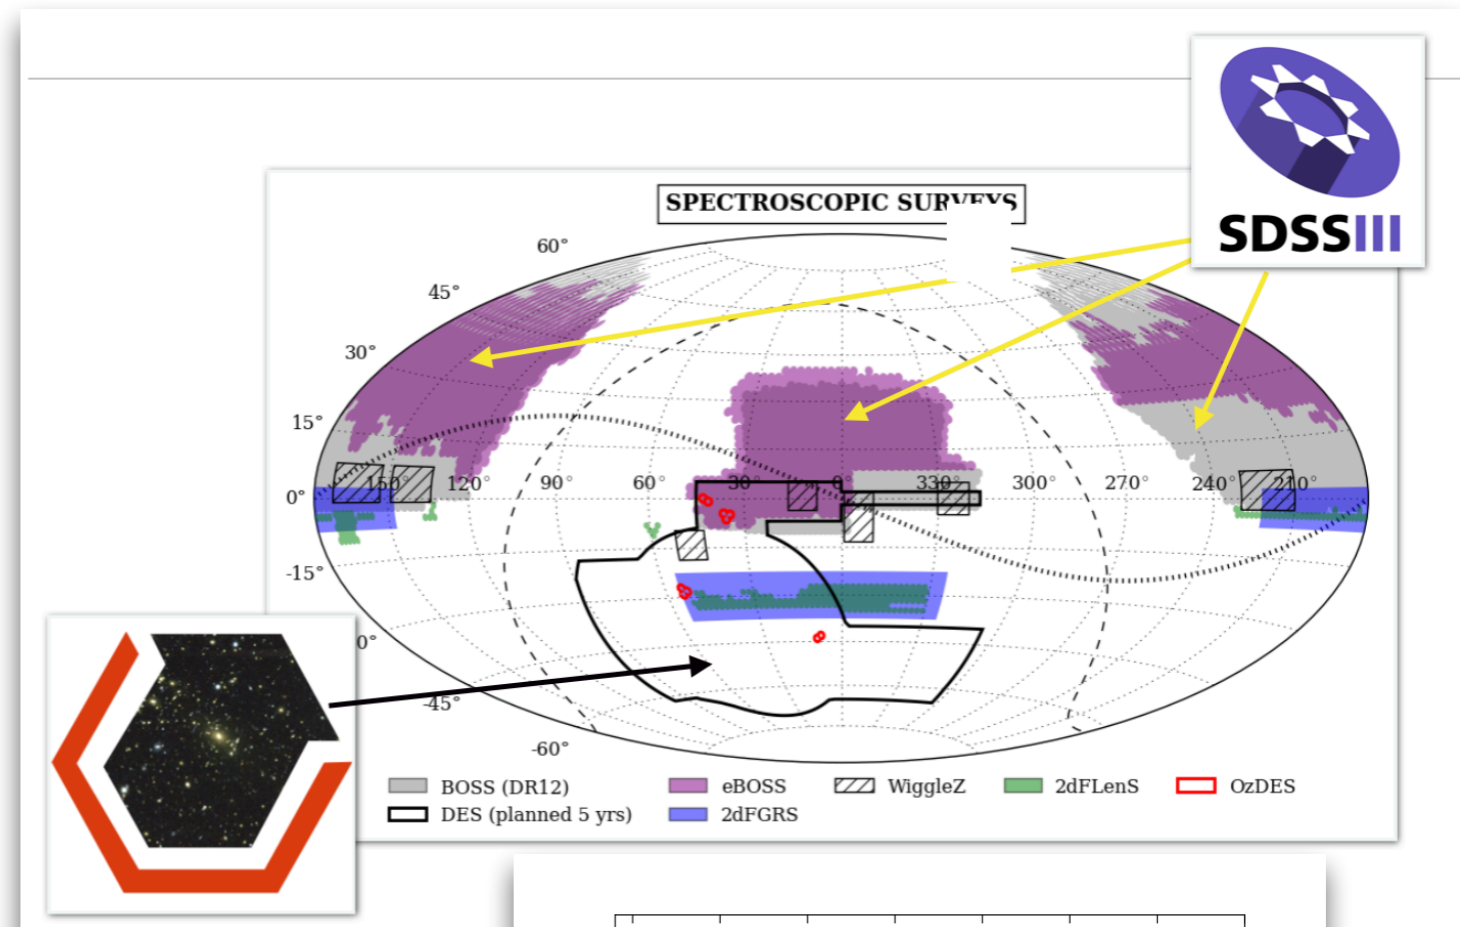 SDSSIII
SPECTROSCOPIC SURVEYS
60°
45°
30°
15°
0°
-15°
0°
-45°
-60°
150° 120° 90° 60° 30° 0° 330° 300° 270° 240° 210°
BOSS (DR12) eBOSS WiggleZ 2dFLenS OzDES
DES (planned 5 yrs) 2dFGRS